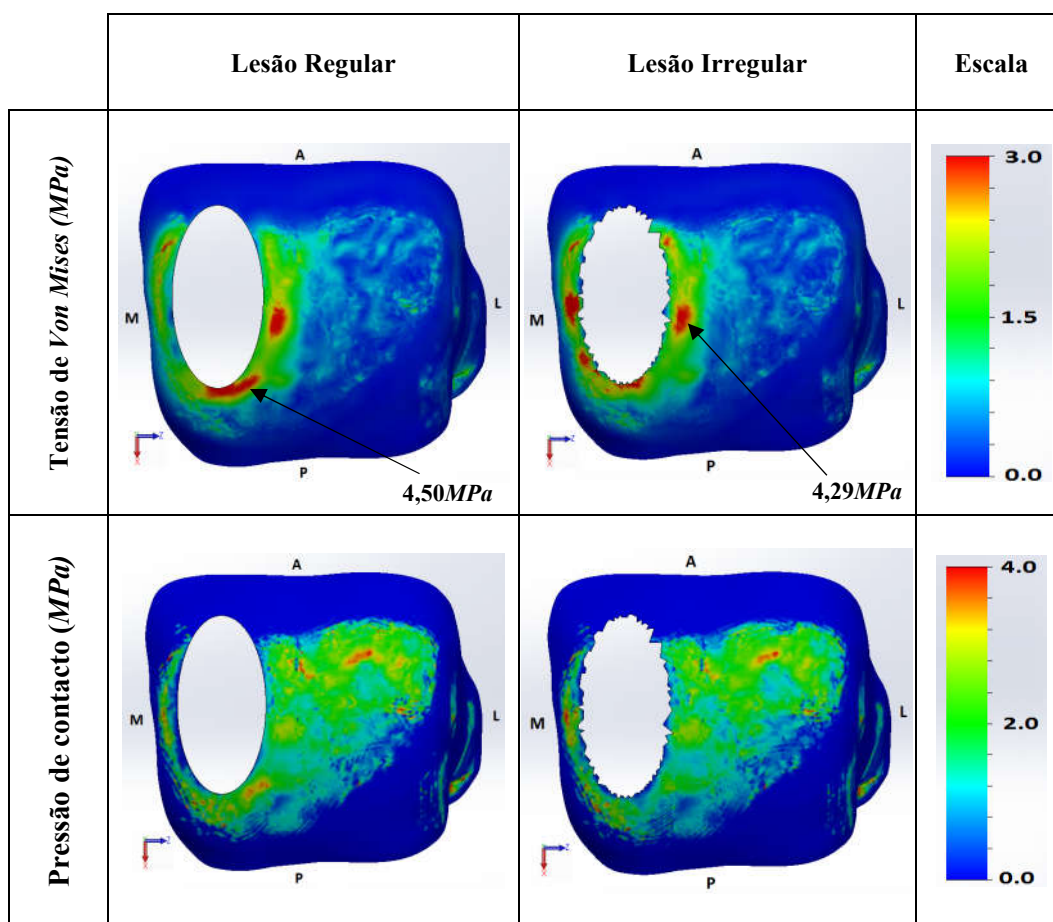 Lesão Regular
Lesão Irregular
Escala
Tensão de Von Mises (MPa)
A
M
L
P
4,50MPa
A
M
L
P
4,29MPa
3.0
1.5
0.0
Pressão de contacto (MPa)
A
M
L
P
A
M
L
P
4.0
2.0
0.0